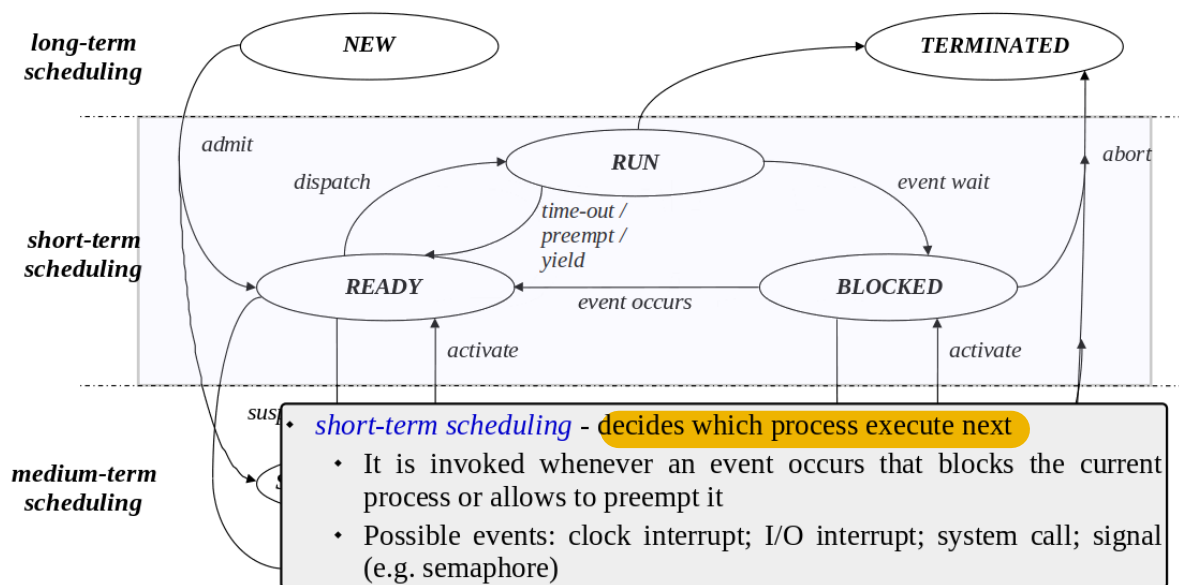 long-term
scheduling
NEW
TERMINATED
admit
dispatch
RUN
event wait
abort
time-out /
preempt /
yield
short-term
scheduling
READY
event occurs
BLOCKED
activate
activate
medium-term
scheduling
short-term scheduling - decides which process execute next
It is invoked whenever an event occurs that blocks the current
process or allows to preempt it
Possible events: clock interrupt; I/O interrupt; system call; signal
(e.g. semaphore)